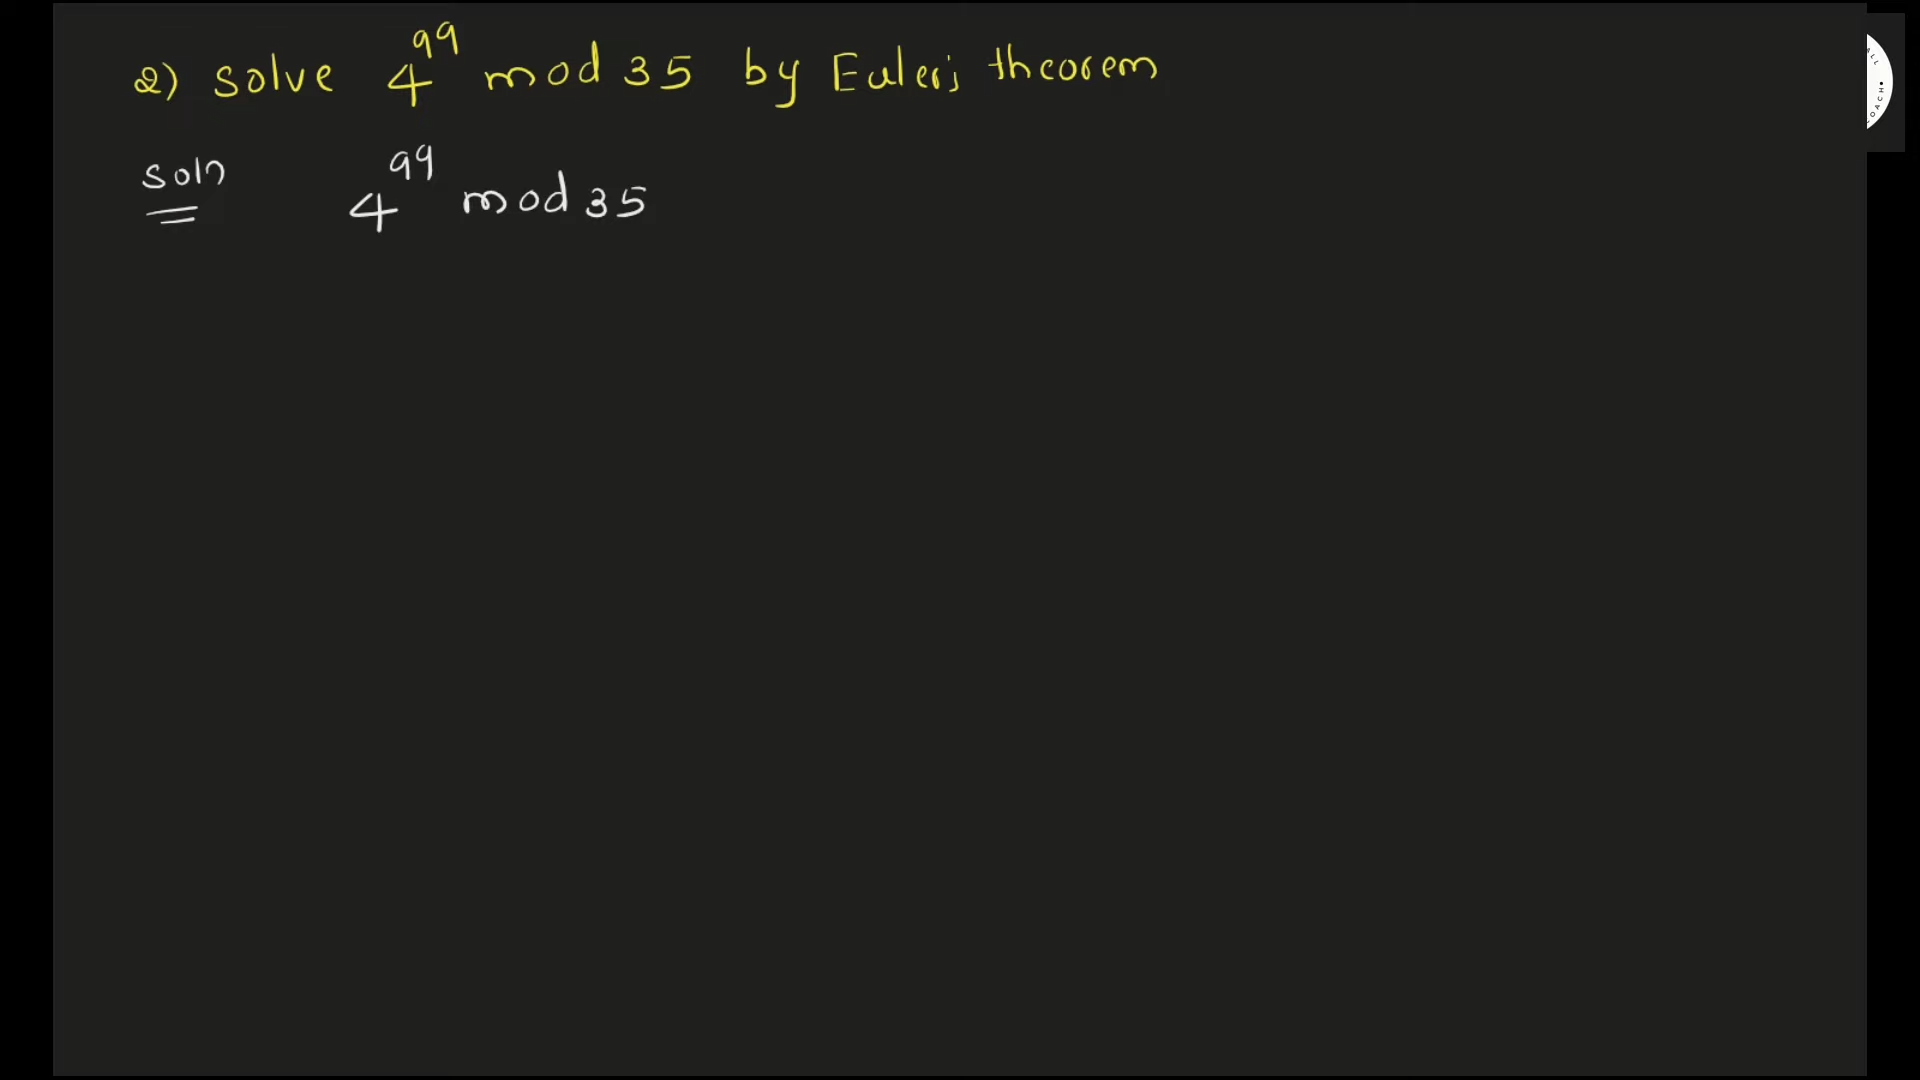 2) Solve 4^99 mod 35 by Euler's theorem
Soln 4^99 mod 35